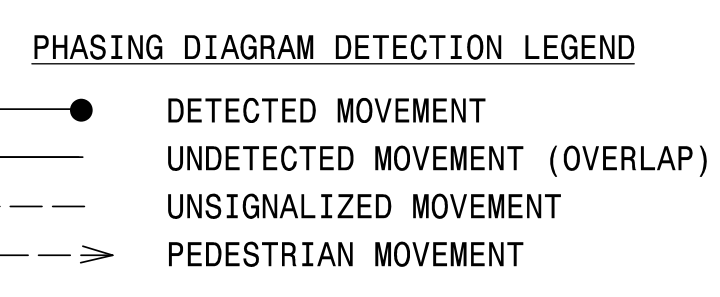 PHASING DIAGRAM DETECTION LEGEND
DETECTED MOVEMENT
UNDETECTED MOVEMENT (OVERLAP)
UNSIGNALIZED MOVEMENT
PEDESTRIAN MOVEMENT